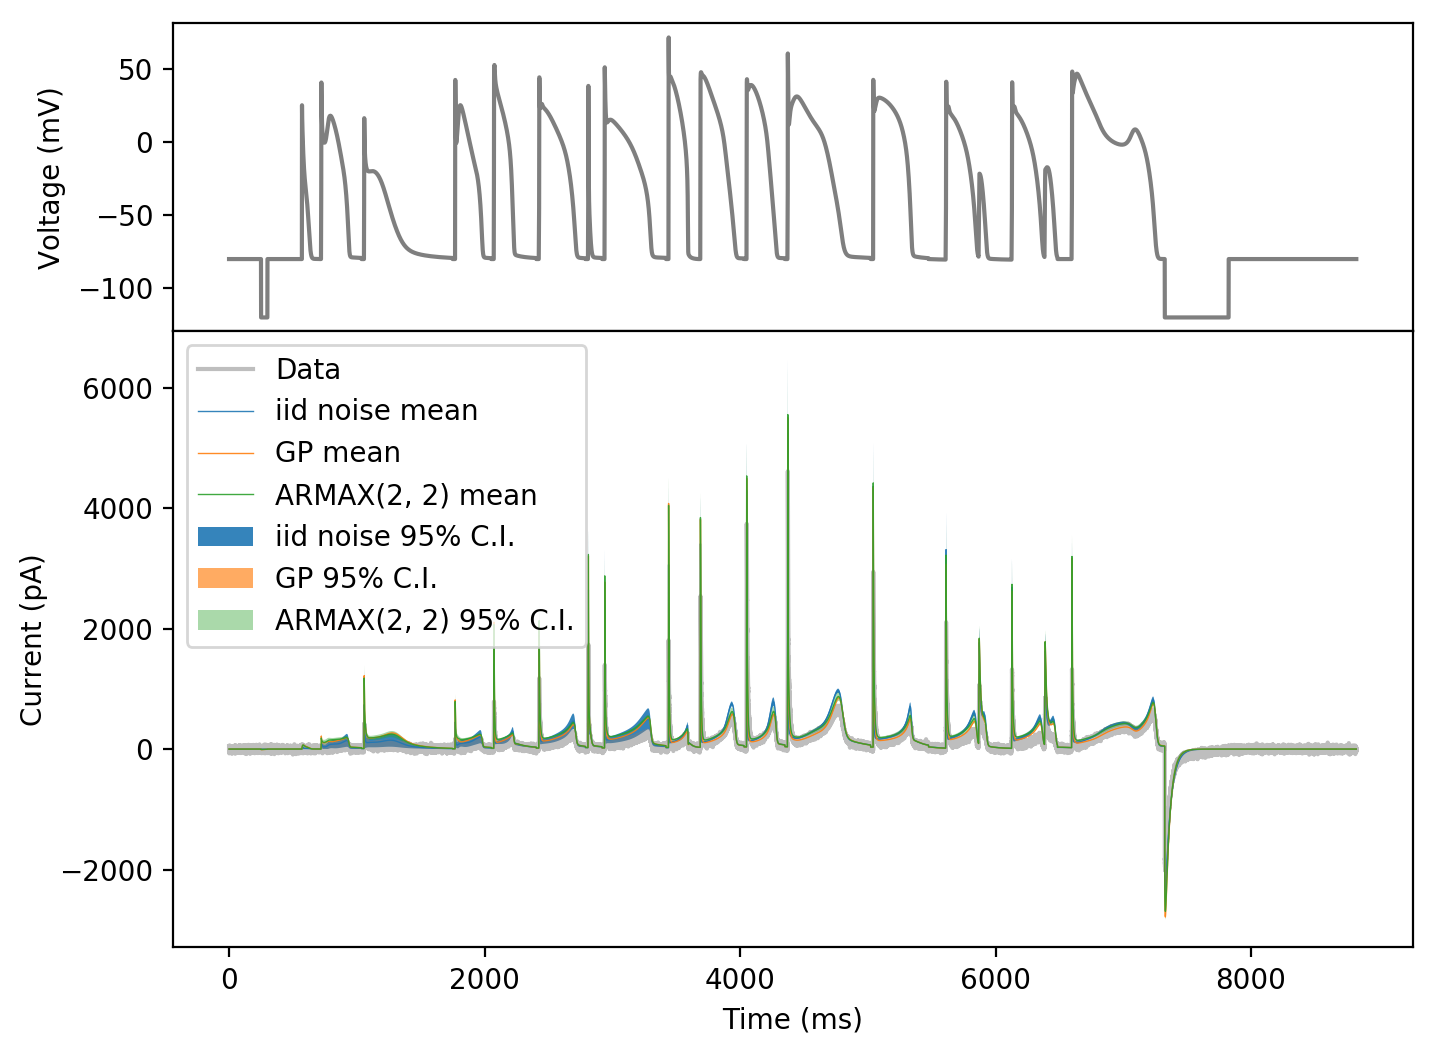 50
0
−50
−100
Voltage (mV)
Data
iid noise mean
GP mean
ARMAX(2, 2) mean
iid noise 95% C.I.
GP 95% C.I.
ARMAX(2, 2) 95% C.I.
6000
4000
2000
0
−2000
Current (pA)
0 2000 4000 6000 8000
Time (ms)